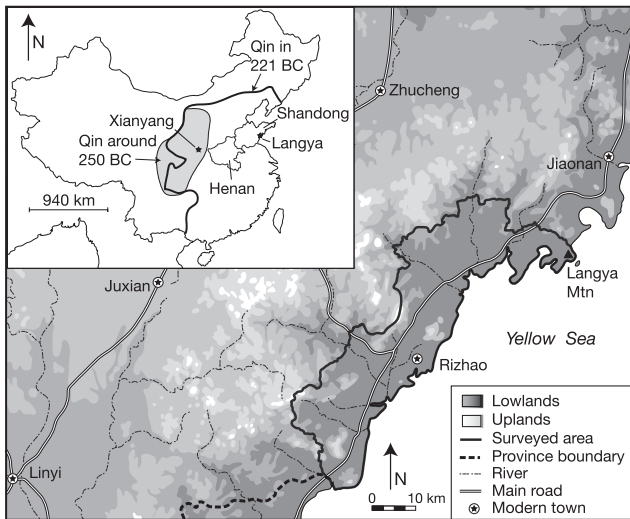 N
Qin in
221 BC
Xianyang
Qin around
250 BC
Shandong
Langya
Henan
940 km
Zhucheng
Jiaonan
Langya
Mtn
Juxian
Yellow Sea
Rizhao
Linyi
N
0 10 km
Lowlands
Uplands
Surveyed area
Province boundary
River
Main road
Modern town